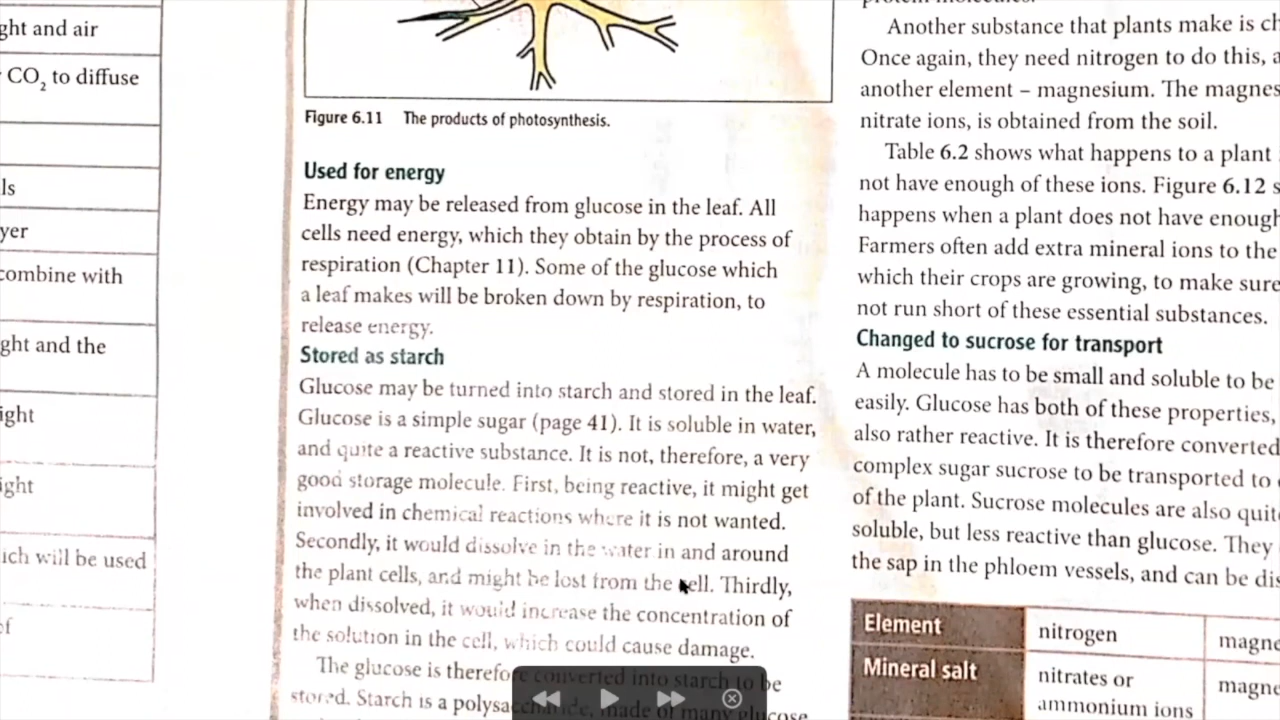 ght and air
CO2 to diffuse
ls
yer
combine with
ght and the
ight
ight
ich will be used
of
Figure 6.11 The products of photosynthesis.
Used for energy
Energy may be released from glucose in the leaf. All
cells need energy, which they obtain by the process of
respiration (Chapter 11). Some of the glucose which
a leaf makes will be broken down by respiration, to
release energy.
Stored as starch
Glucose may be turned into starch and stored in the leaf.
Glucose is a simple sugar (page 41). It is soluble in water,
and quite a reactive substance. It is not, therefore, a very
good storage molecule. First, being reactive, it might get
involved in chemical reactions where it is not wanted.
Secondly, it would dissolve in the water in and around
the plant cells, and might be lost from the cell. Thirdly,
when dissolved, it would increase the concentration of
the solution in the cell, which could cause damage.
The glucose is therefore converted into starch to be
stored. Starch is a polysaccharide, made of many glucose
protein molecules.
Another substance that plants make is ch
Once again, they need nitrogen to do this, a
another element – magnesium. The magnes
nitrate ions, is obtained from the soil.
Table 6.2 shows what happens to a plant
not have enough of these ions. Figure 6.12 s
happens when a plant does not have enough
Farmers often add extra mineral ions to the
which their crops are growing, to make sure
not run short of these essential substances.
Changed to sucrose for transport
A molecule has to be small and soluble to be
easily. Glucose has both of these properties,
also rather reactive. It is therefore converted
complex sugar sucrose to be transported to
of the plant. Sucrose molecules are also quit
soluble, but less reactive than glucose. They
the sap in the phloem vessels, and can be dis
Element nitrogen magne
Mineral salt nitrates or magne
ammonium ions